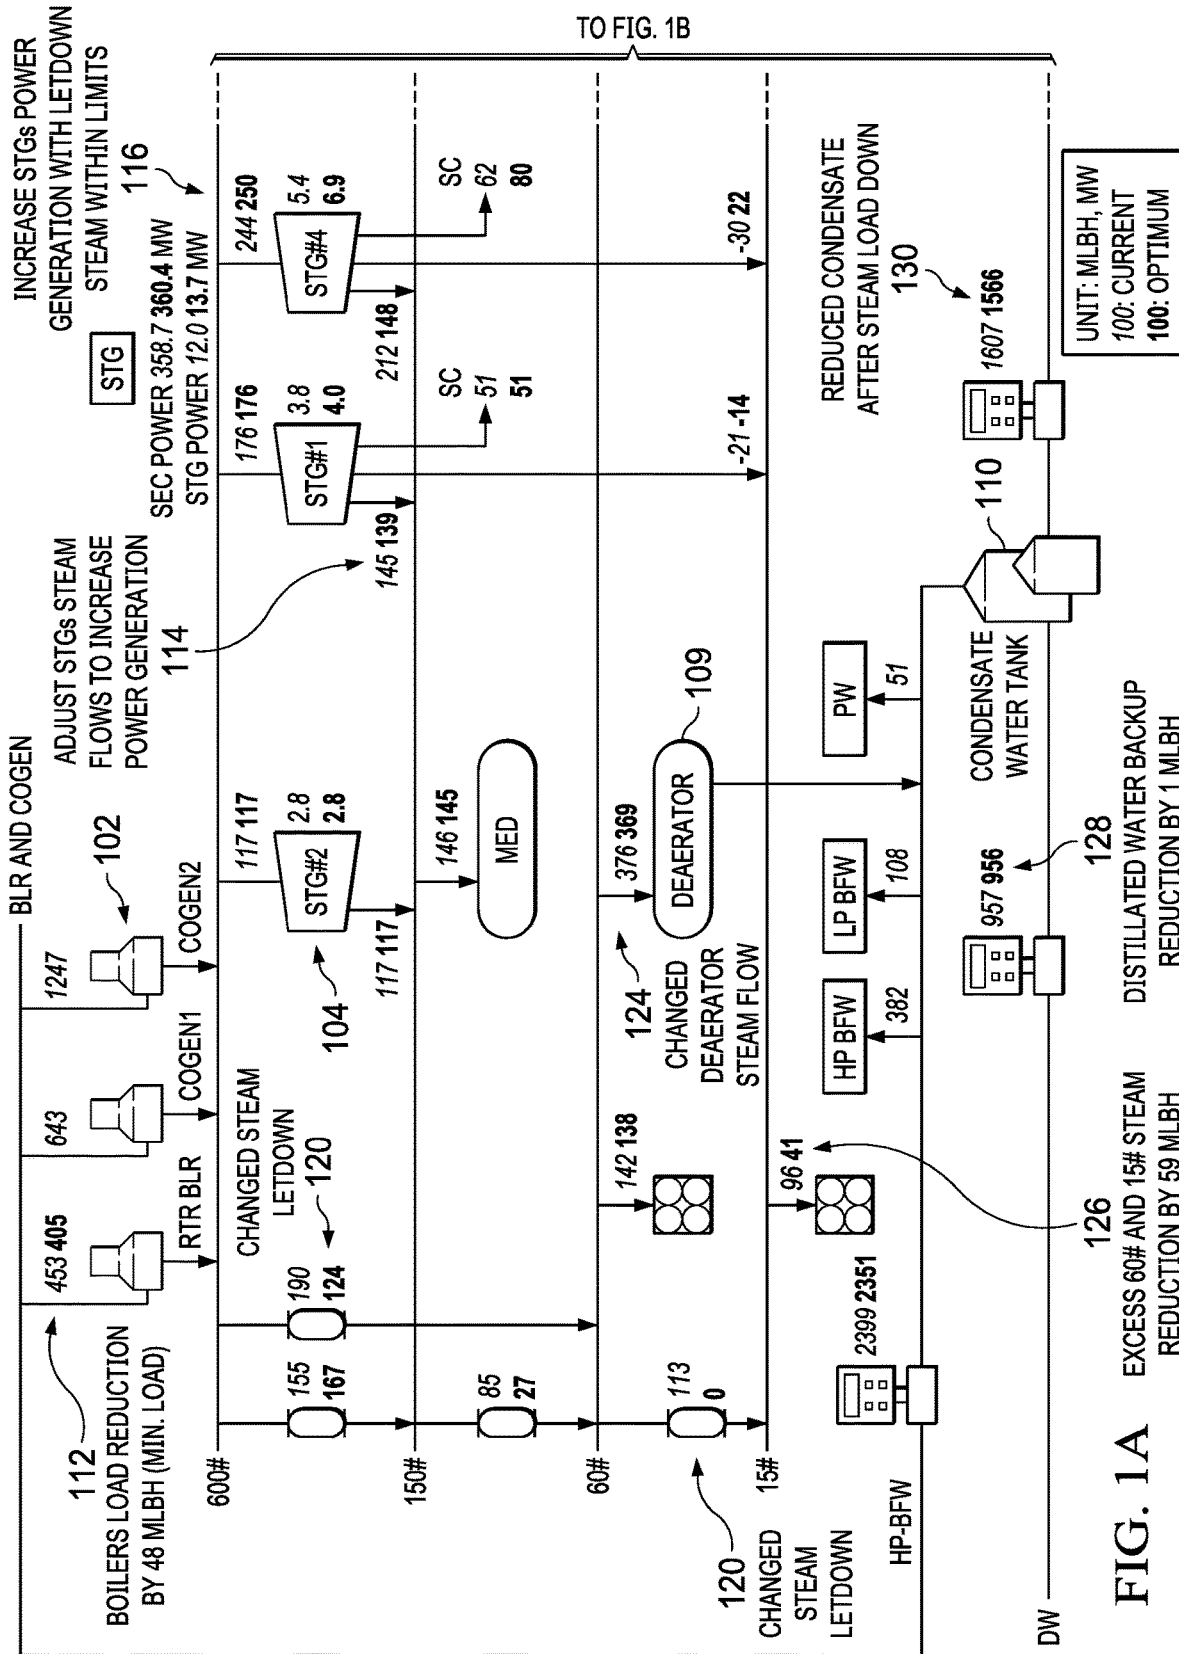 BLR AND COGEN
112
BOILERS LOAD REDUCTION
BY 48 MLBH (MIN. LOAD)
453 405
RTR BLR
643
COGEN1
1247
COGEN2
102
ADJUST STGs STEAM
FLOWS TO INCREASE
POWER GENERATION
114
STG
SEC POWER 358.7 360.4 MW
STG POWER 12.0 13.7 MW
INCREASE STGs POWER
GENERATION WITH LETDOWN
STEAM WITHIN LIMITS
116
600#
155
167
190
124
CHANGED STEAM
LETDOWN
120
104
117 117
STG#2
2.8
2.8
117 117
176 176
STG#1
3.8
4.0
145 139
SC
51
51
-21 -14
244 250
STG#4
5.4
6.9
212 148
SC
62
80
-30 22
150#
85
27
146 145
MED
60#
113
0
142 138
124
CHANGED
DEAERATOR
STEAM FLOW
376 369
DEAERATOR
109
15#
120
CHANGED
STEAM
LETDOWN
96 41
126
EXCESS 60# AND 15# STEAM
REDUCTION BY 59 MLBH
HP-BFW
2399 2351
HP BFW
382
LP BFW
108
PW
51
CONDENSATE
WATER TANK
110
REDUCED CONDENSATE
AFTER STEAM LOAD DOWN
130
1607 1566
DW
957 956
128
DISTILLATED WATER BACKUP
REDUCTION BY 1 MLBH
UNIT: MLBH, MW
100: CURRENT
100: OPTIMUM
TO FIG. 1B
FIG. 1A